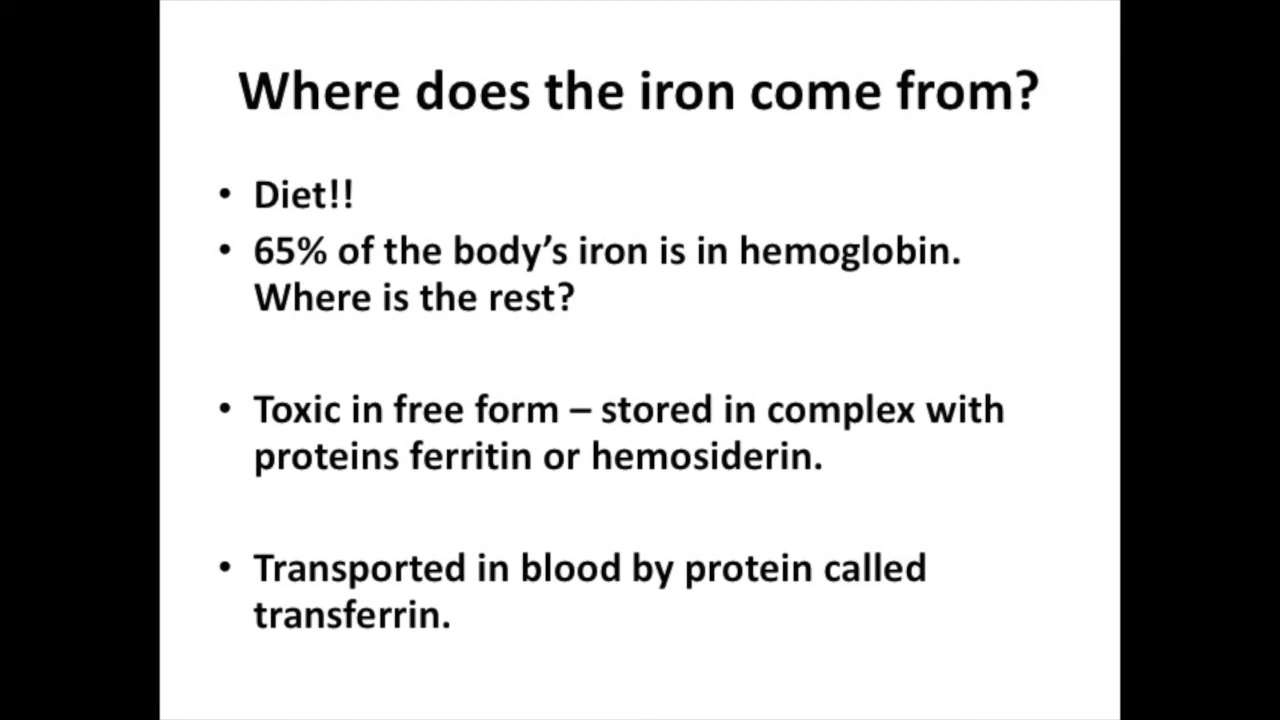 Where does the iron come from?
• Diet!!
• 65% of the body’s iron is in hemoglobin.
Where is the rest?
• Toxic in free form – stored in complex with
proteins ferritin or hemosiderin.
• Transported in blood by protein called
transferrin.